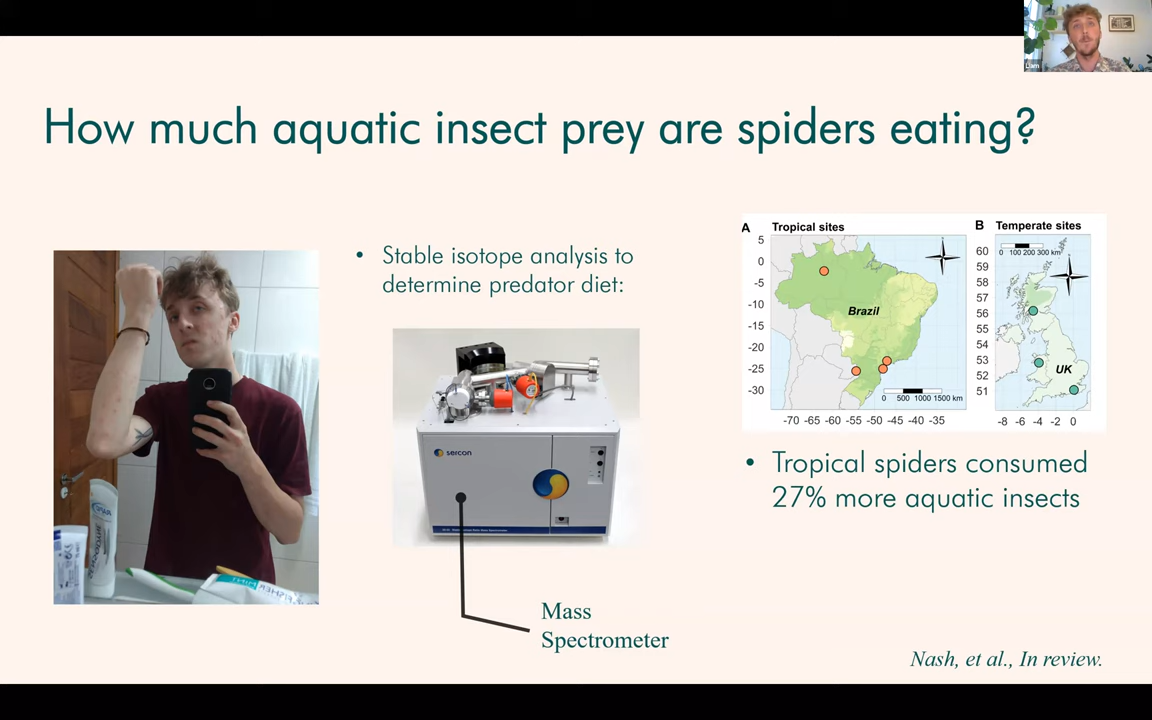 Liam
How much aquatic insect prey are spiders eating?
• Stable isotope analysis to
determine predator diet:
sercon
Mass
Spectrometer
A Tropical sites
5
0
-5
-10
-15
-20
-25
-30
Brazil
0 500 1000 1500 km
-70 -65 -60 -55 -50 -45 -40 -35
B Temperate sites
60
59
58
57
56
55
54
53
52
51
0 100 200 300 km
UK
-8 -6 -4 -2 0
• Tropical spiders consumed
27% more aquatic insects
Nash, et al., In review.